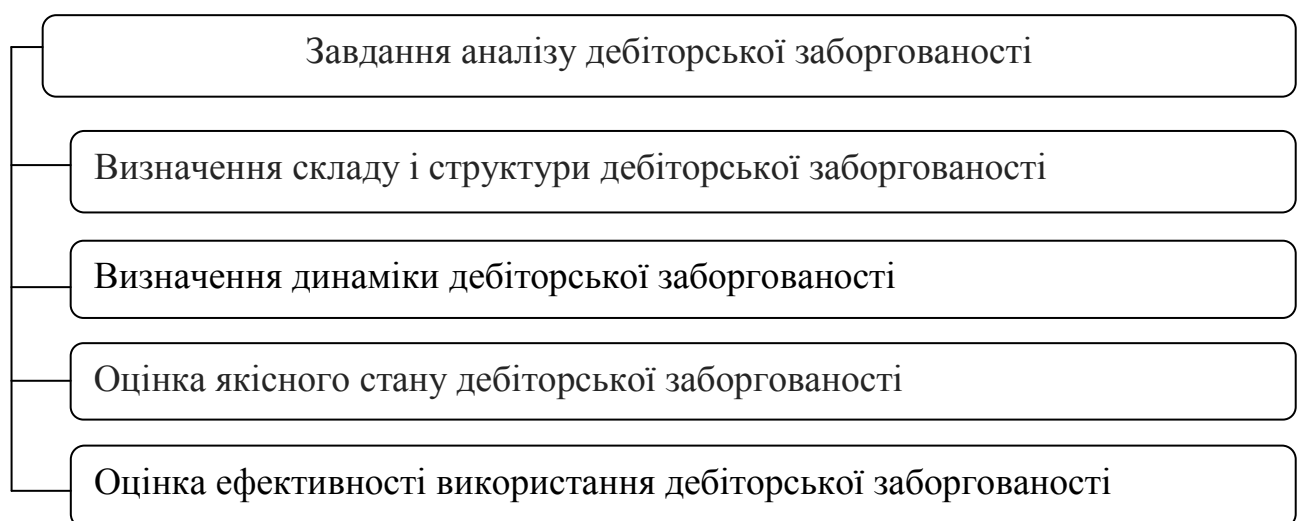 Завдання аналізу дебіторської заборгованості
Визначення складу і структури дебіторської заборгованості
Визначення динаміки дебіторської заборгованості
Оцінка якісного стану дебіторської заборгованості
Оцінка ефективності використання дебіторської заборгованості